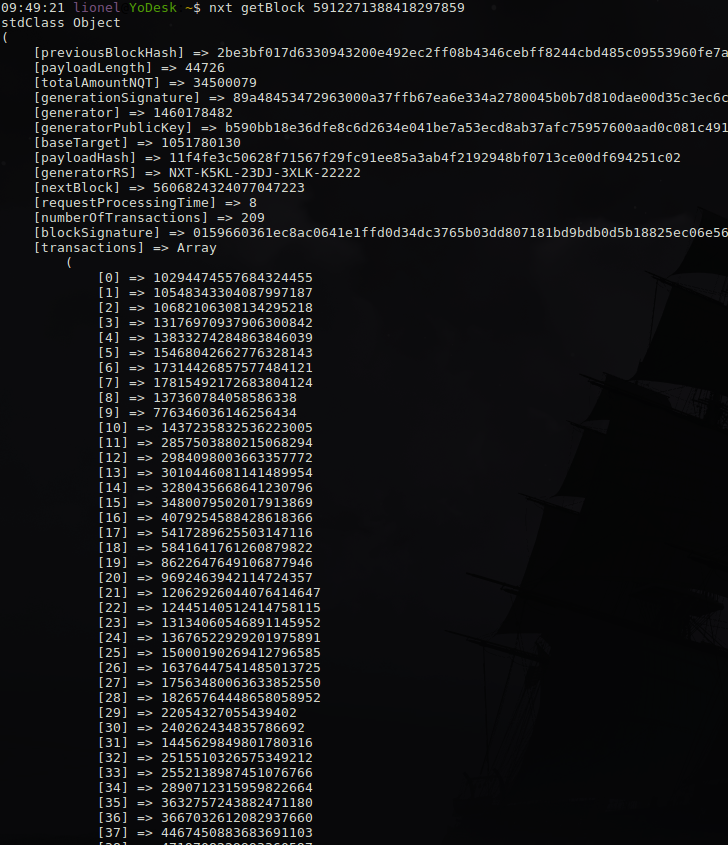 09:49:21 lionel YoDesk ~$ nxt getBlock 5912271388418297859
stdClass Object
(
[previousBlockHash] => 2be3bf017d6330943200e492ec2ff08b4346cebff8244cbd485c09553960fe7a
[payloadLength] => 44726
[totalAmountNQT] => 34500079
[generationSignature] => 89a48453472963000a37ffb67ea6e334a2780045b0b7d810dae00d35c3ec6c
[generator] => 1460178482
[generatorPublicKey] => b590bb18e36dfe8c6d2634e041be7a53ecd8ab37afc75957600aad0c081c491
[baseTarget] => 1051780130
[payloadHash] => 11f4fe3c50628f71567f29fc91ee85a3ab4f2192948bf0713ce00df694251c02
[generatorRS] => NXT-K5KL-23DJ-3XLK-22222
[nextBlock] => 5606824324077047223
[requestProcessingTime] => 8
[numberOfTransactions] => 209
[blockSignature] => 0159660361ec8ac0641e1ffd0d34dc3765b03dd807181bd9bdb0d5b18825ec06e56
[transactions] => Array
(
[0] => 10294474557684324455
[1] => 10548343304087997187
[2] => 10682106308134295218
[3] => 13176970937906300842
[4] => 13833274284863846039
[5] => 15468042662776328143
[6] => 17314426857577484121
[7] => 17815492172683804124
[8] => 137360784058586338
[9] => 776346036146256434
[10] => 1437235832536223005
[11] => 2857503880215068294
[12] => 2984098003663357772
[13] => 3010446081141489954
[14] => 3280435668641230796
[15] => 3480079502017913869
[16] => 4079254588428618366
[17] => 5417289625503147116
[18] => 5841641761260879822
[19] => 8622647649106877946
[20] => 9692463942114724357
[21] => 12062926044076414647
[22] => 12445140512414758115
[23] => 13134060546891145952
[24] => 13676522929201975891
[25] => 15000190269412796585
[26] => 16376447541485013725
[27] => 17563480063633852550
[28] => 18265764448658058952
[29] => 22054327055439402
[30] => 240262434835786692
[31] => 1445629849801780316
[32] => 2515510326575349212
[33] => 2552138987451076766
[34] => 2890712315959822664
[35] => 3632757243882471180
[36] => 3667032612082937660
[37] => 4467450883683691103